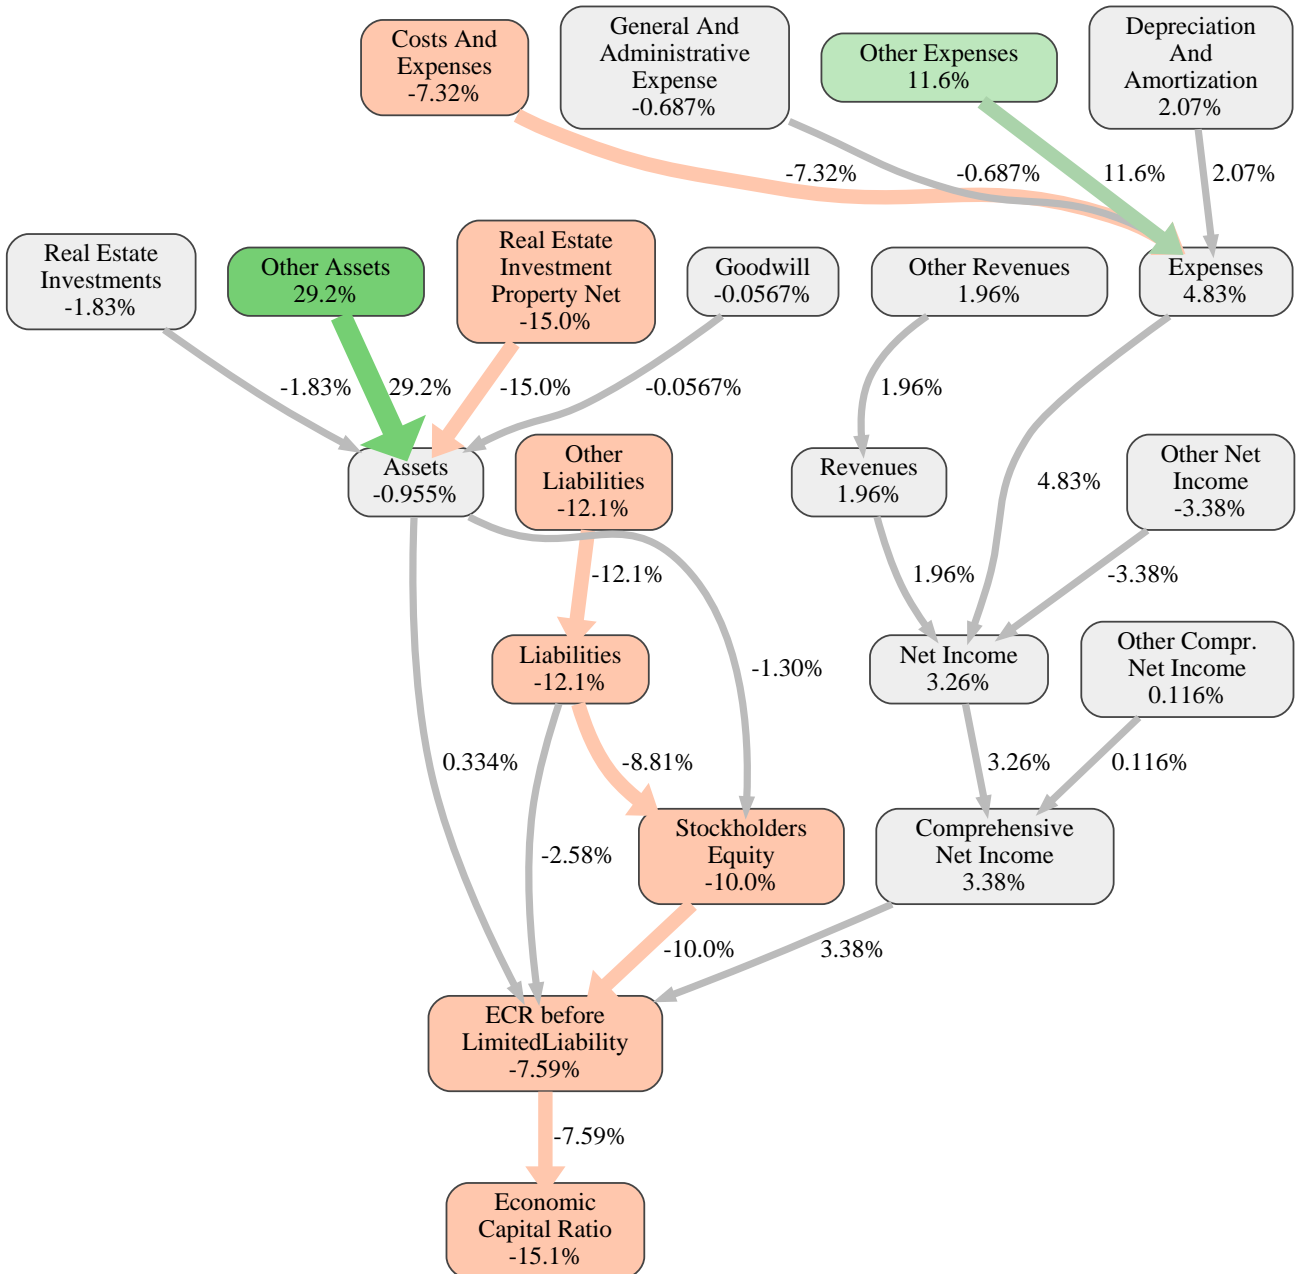 Costs And
Expenses
-7.32%
General And
Administrative
Expense
-0.687%
Other Expenses
11.6%
Depreciation
And
Amortization
2.07%
-7.32%
-0.687%
11.6%
2.07%
Real Estate
Investments
-1.83%
Other Assets
29.2%
Real Estate
Investment
Property Net
-15.0%
Goodwill
-0.0567%
Other Revenues
1.96%
Expenses
4.83%
-1.83%
29.2%
-15.0%
-0.0567%
1.96%
4.83%
Assets
-0.955%
Other
Liabilities
-12.1%
Revenues
1.96%
Other Net
Income
-3.38%
-12.1%
1.96%
-3.38%
Liabilities
-12.1%
-1.30%
Net Income
3.26%
Other Compr.
Net Income
0.116%
0.334%
-8.81%
3.26%
0.116%
-2.58%
Stockholders
Equity
-10.0%
Comprehensive
Net Income
3.38%
-10.0%
3.38%
ECR before
LimitedLiability
-7.59%
-7.59%
Economic
Capital Ratio
-15.1%